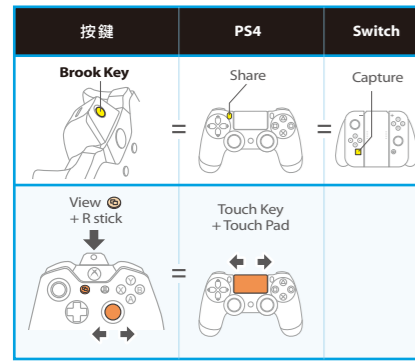 按鍵
PS4
Switch
Brook Key
Share
Capture
=
=
View
+ R stick
Touch Key
+ Touch Pad
=
Y
X
B
A